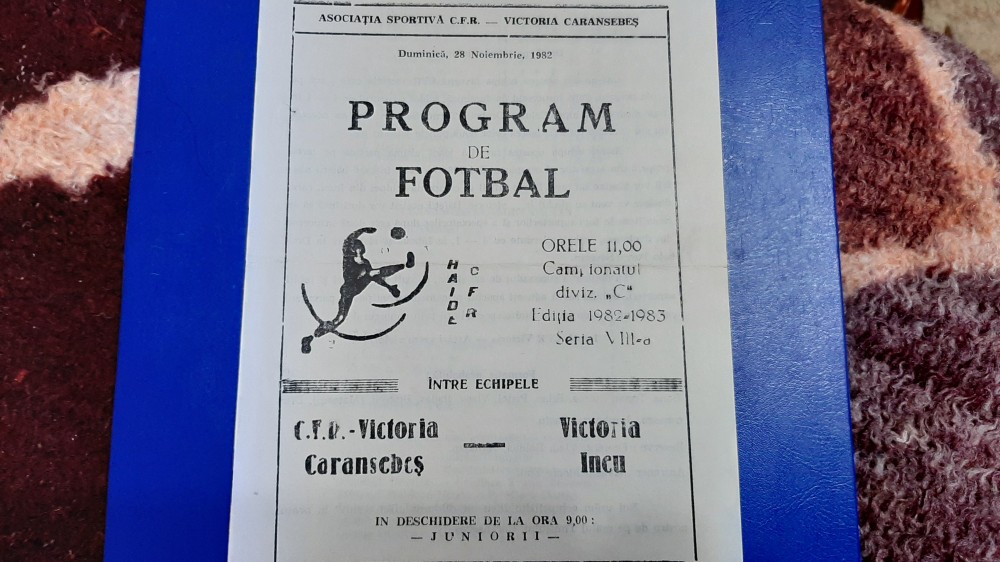 ASOCIAȚIA SPORTIVĂ C.F.R. — VICTORIA CARANSEBEȘ
Duminică, 28 Noiembrie, 1982
PROGRAM
DE
FOTBAL
HAIDE
CFR
ORELE 11,00
Campionatul
diviz. „C"
Ediția 1982-1983
Seria VIII-a
ÎNTRE ECHIPELE
C.F.R.-Victoria
Caransebeș
—
Victoria
Ineu
IN DESCHIDERE DE LA ORA 9,00:
— JUNIORII —